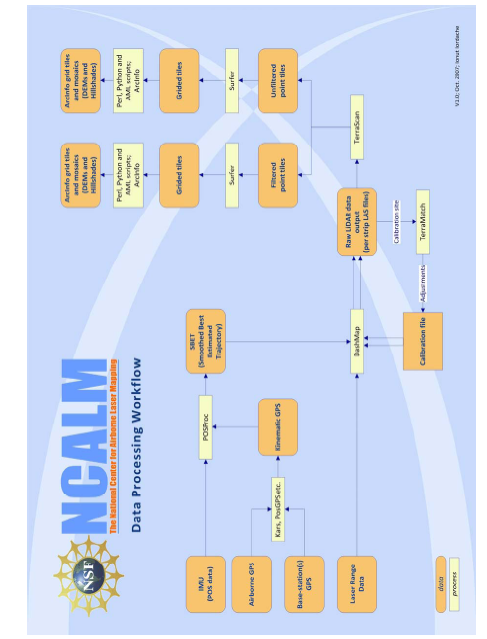 NSF
NCALM
The National Center for Airborne Laser Mapping
Data Processing Workflow
IMU
(POS data)
Airborne GPS
Base-station(s)
GPS
Laser Range
Data
Kars, PosGPSetc.
POSProc
Kinematic GPS
SBET
(Smoothed Best
Estimated
Trajectory)
DashMap
Calibration file
Adjustments
TerraMatch
Calibration site
Raw LiDAR data
output
(per strip LAS files)
TerraScan
Filtered
point tiles
Surfer
Grided tiles
Perl, Python and
AML scripts;
ArcInfo
ArcInfo grid tiles
and mosaics
(DEMs and
Hillshades)
Unfiltered
point tiles
Surfer
Grided tiles
Perl, Python and
AML scripts;
ArcInfo
ArcInfo grid tiles
and mosaics
(DEMs and
Hillshades)
data
process
V1.0; Oct. 2007; Ionut Iordache